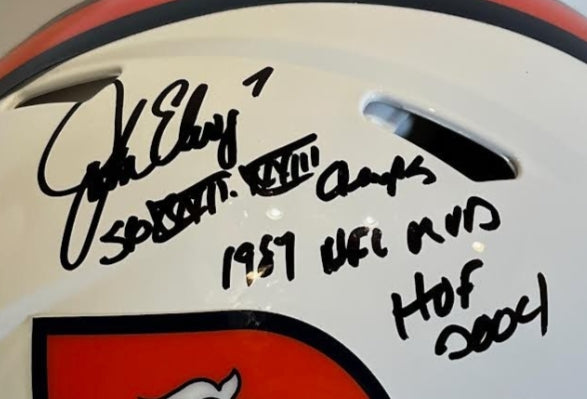 John Elway 7
SB XXXII. XXXIII Champs
1987 NFL MVP
HOF
2004